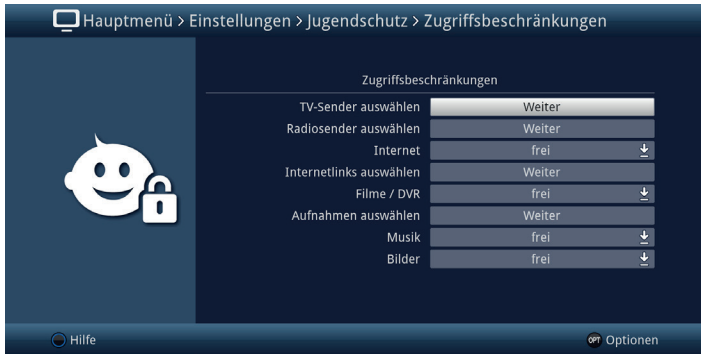 Hauptmenü > Einstellungen > Jugendschutz > Zugriffsbeschränkungen
Zugriffsbeschränkungen
TV-Sender auswählen Weiter
Radiosender auswählen Weiter
Internet frei
Internetlinks auswählen Weiter
Filme / DVR frei
Aufnahmen auswählen Weiter
Musik frei
Bilder frei
Hilfe OPT Optionen